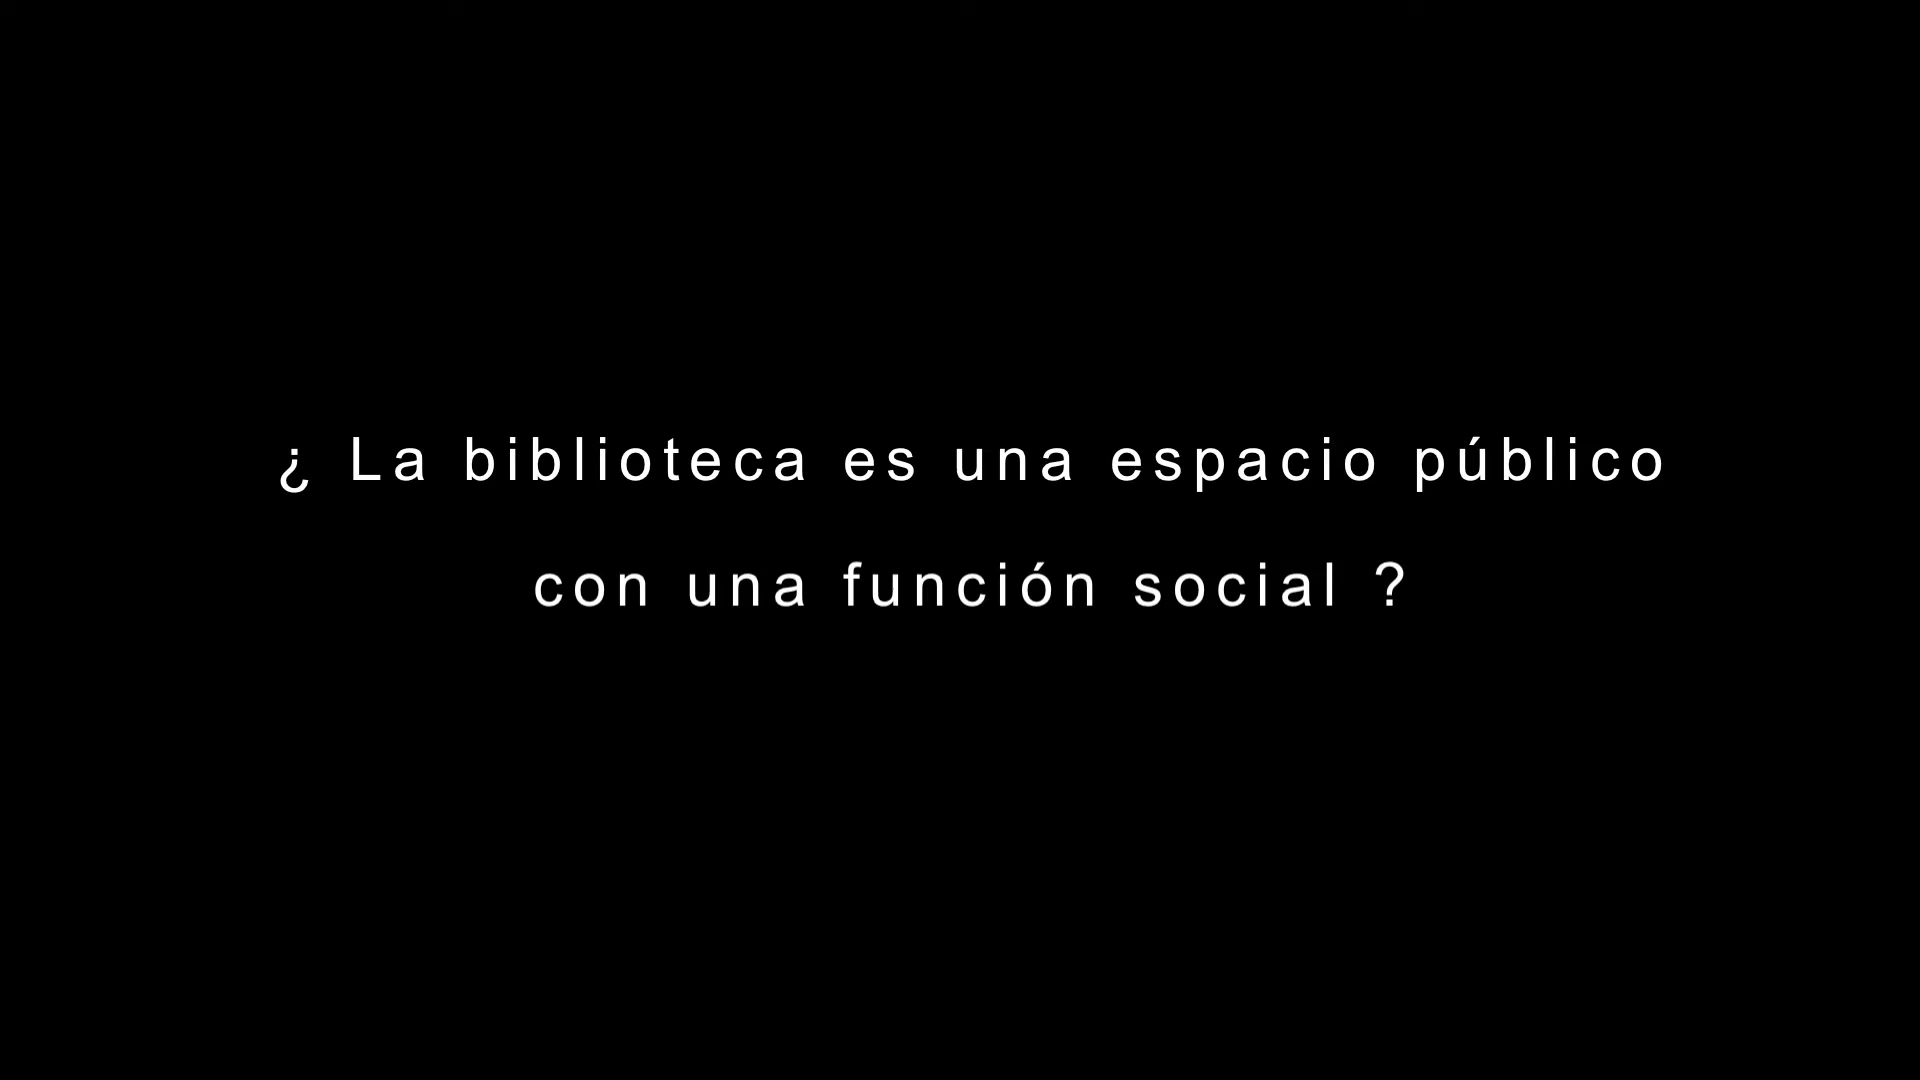 ¿ La biblioteca es una espacio público
con una función social ?